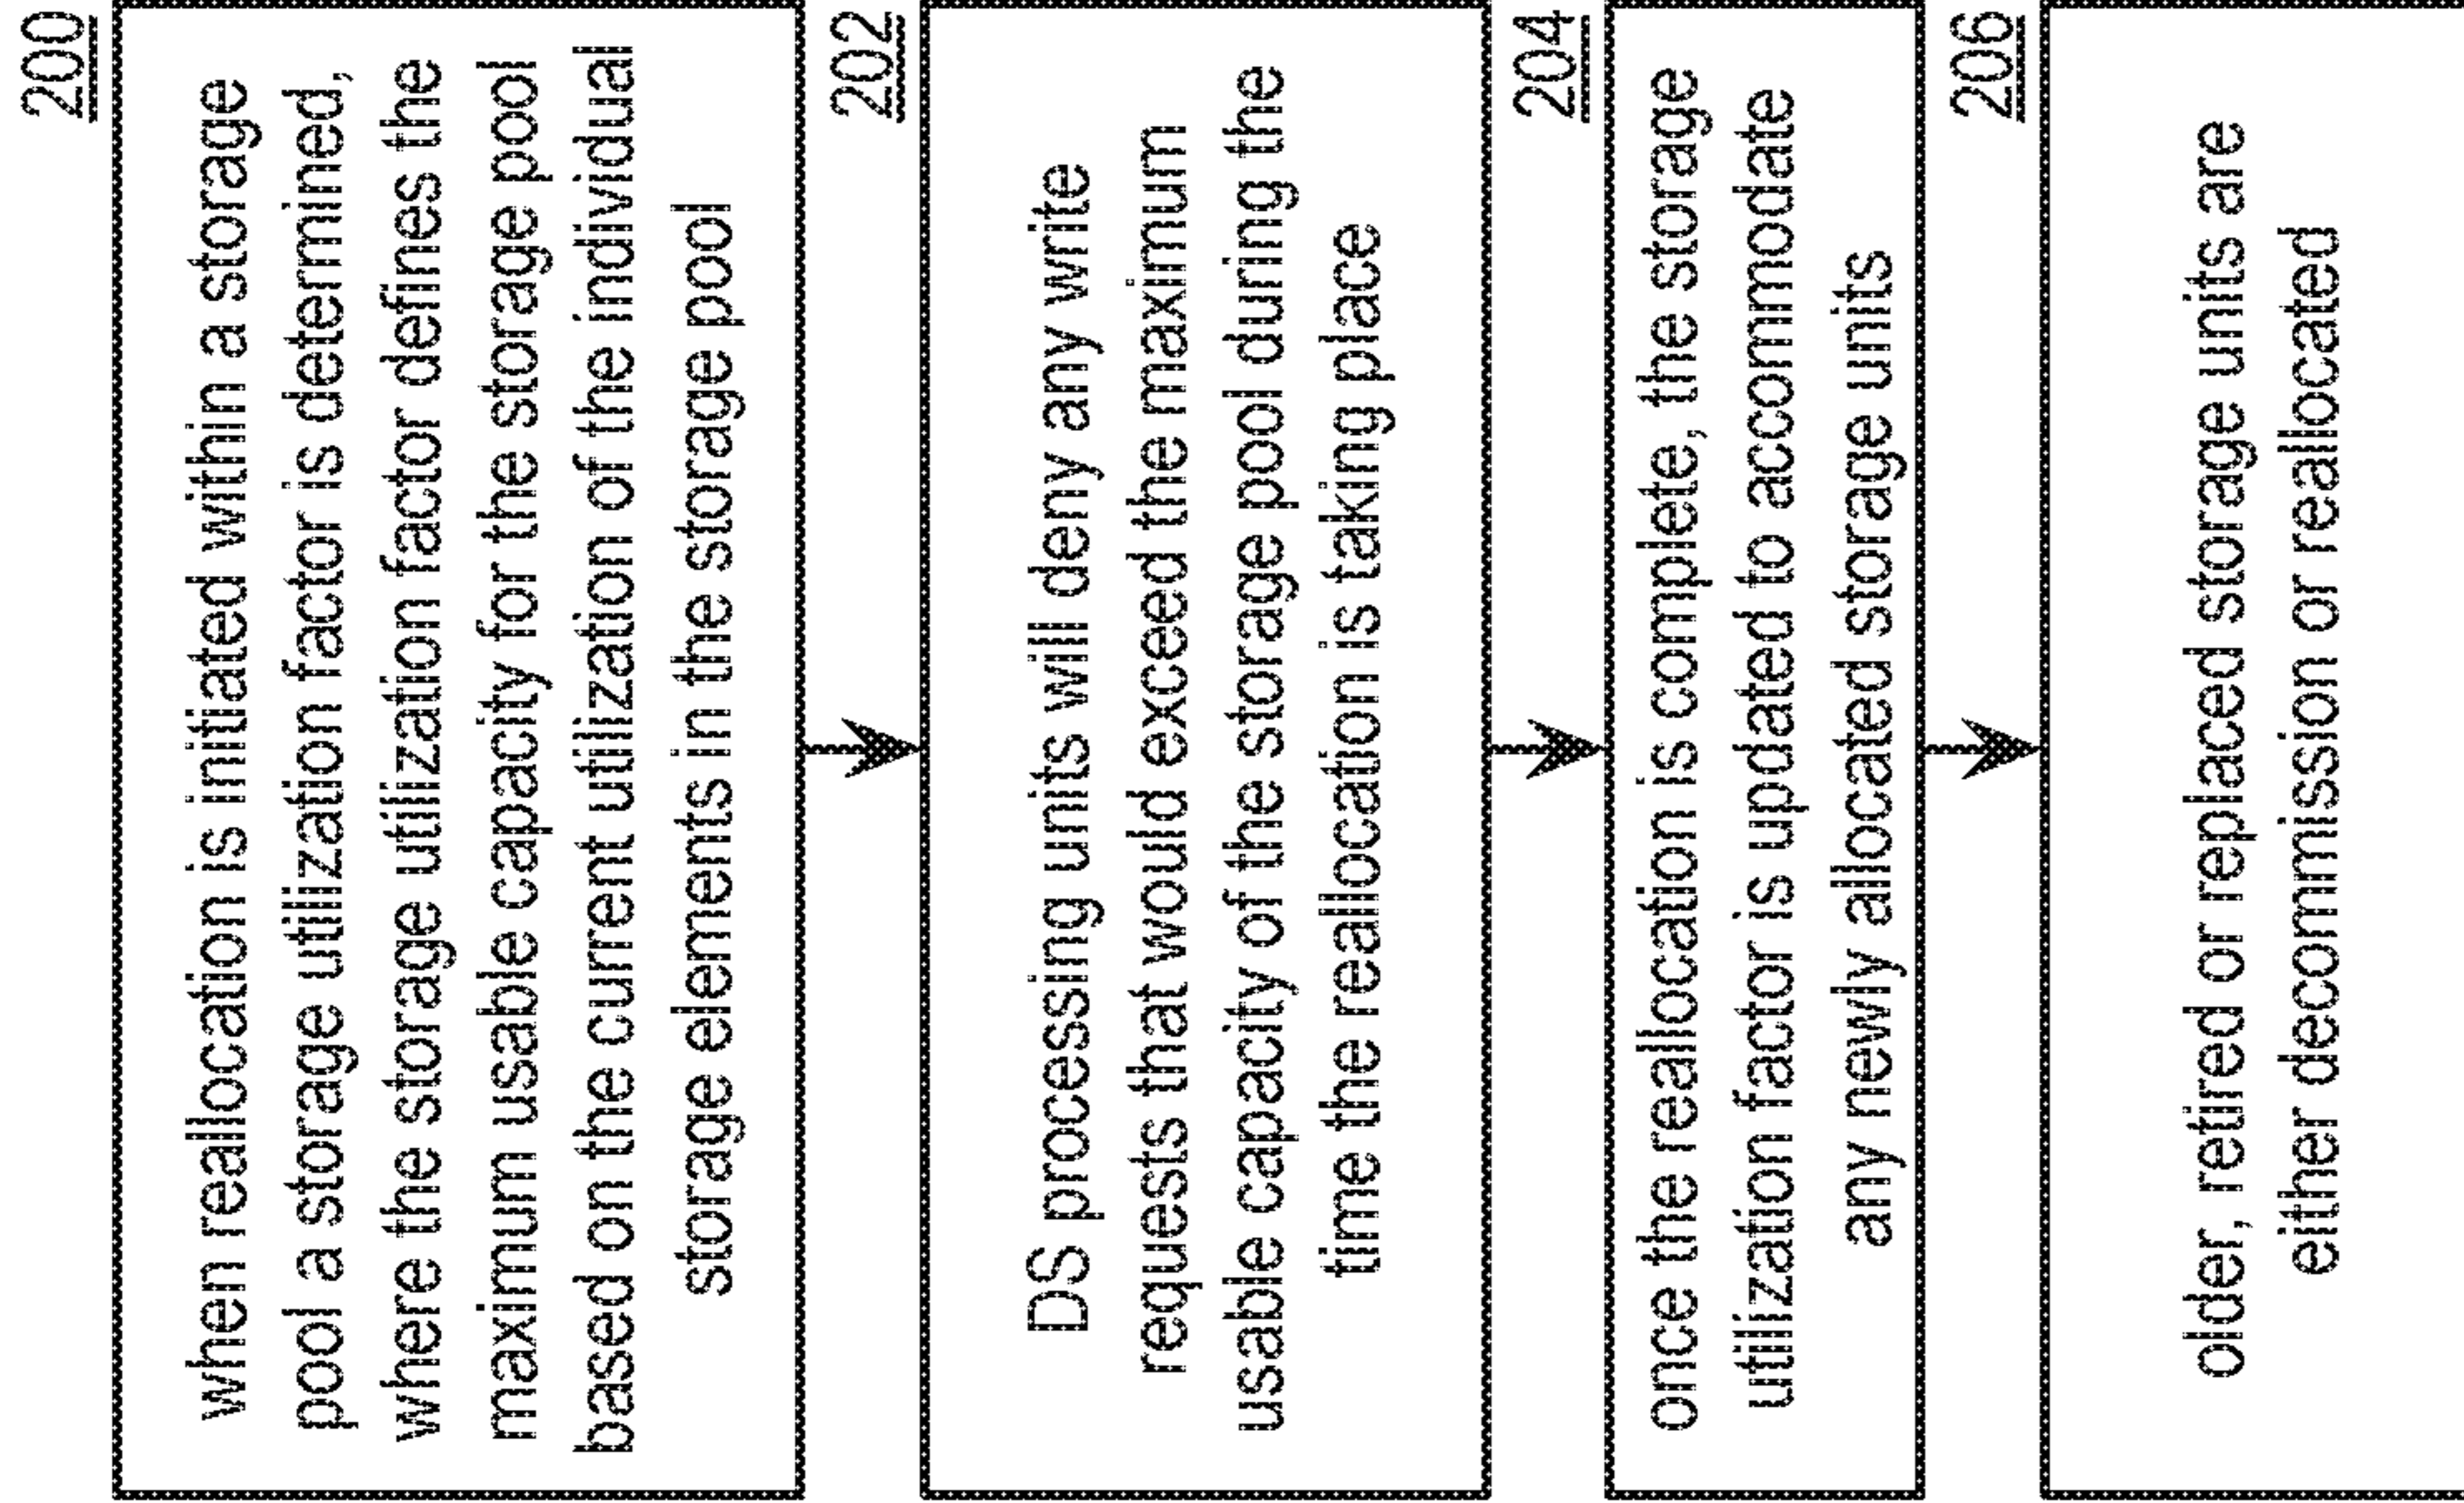 200
when reallocation is initiated within a storage
pool a storage utilization factor is determined,
where the storage utilization factor defines the
maximum usable capacity for the storage pool
based on the current utilization of the individual
storage elements in the storage pool
202
DS processing units will deny any write
requests that would exceed the maximum
usable capacity of the storage pool during the
time the reallocation is taking place
204
once the reallocation is complete, the storage
utilization factor is updated to accommodate
any newly allocated storage units
206
older, retired or replaced storage units are
either decommission or reallocated